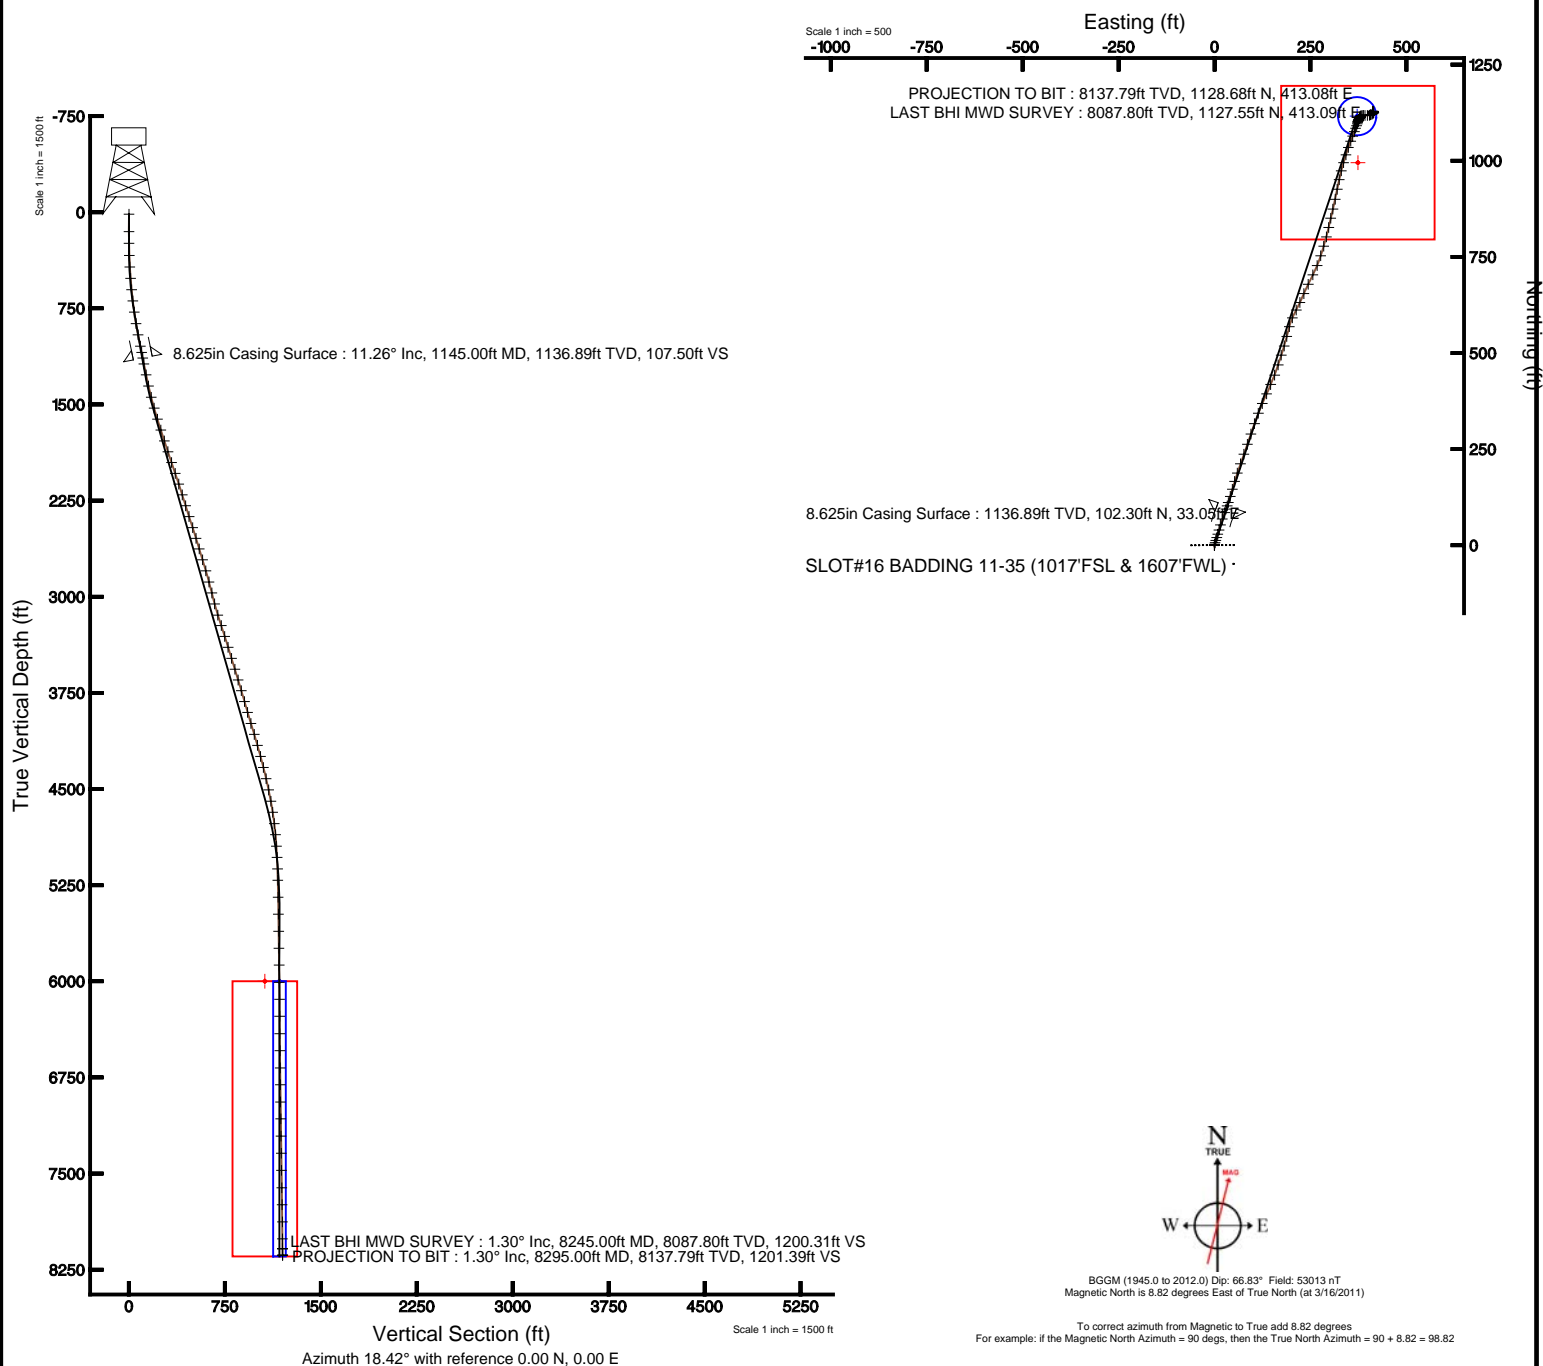 Scale 1 inch = 500
Easting (ft)
-1000 -750 -500 -250 0 250 500
1250
1000
750
500
250
0
Northing (ft)
PROJECTION TO BIT : 8137.79ft TVD, 1128.68ft N, 413.08ft E
LAST BHI MWD SURVEY : 8087.80ft TVD, 1127.55ft N, 413.09ft E
8.625in Casing Surface : 1136.89ft TVD, 102.30ft N, 33.05ft E
SLOT#16 BADDING 11-35 (1017'FSL & 1607'FWL)
Scale 1 inch = 1500 ft
True Vertical Depth (ft)
-750
0
750
1500
2250
3000
3750
4500
5250
6000
6750
7500
8250
8.625in Casing Surface : 11.26° Inc, 1145.00ft MD, 1136.89ft TVD, 107.50ft VS
LAST BHI MWD SURVEY : 1.30° Inc, 8245.00ft MD, 8087.80ft TVD, 1200.31ft VS
PROJECTION TO BIT : 1.30° Inc, 8295.00ft MD, 8137.79ft TVD, 1201.39ft VS
0 750 1500 2250 3000 3750 4500 5250
Vertical Section (ft)
Scale 1 inch = 1500 ft
Azimuth 18.42° with reference 0.00 N, 0.00 E
N
TRUE
MAG
W E
BGGM (1945.0 to 2012.0) Dip: 66.83° Field: 53013 nT
Magnetic North is 8.82 degrees East of True North (at 3/16/2011)
To correct azimuth from Magnetic to True add 8.82 degrees
For example: if the Magnetic North Azimuth = 90 degs, then the True North Azimuth = 90 + 8.82 = 98.82